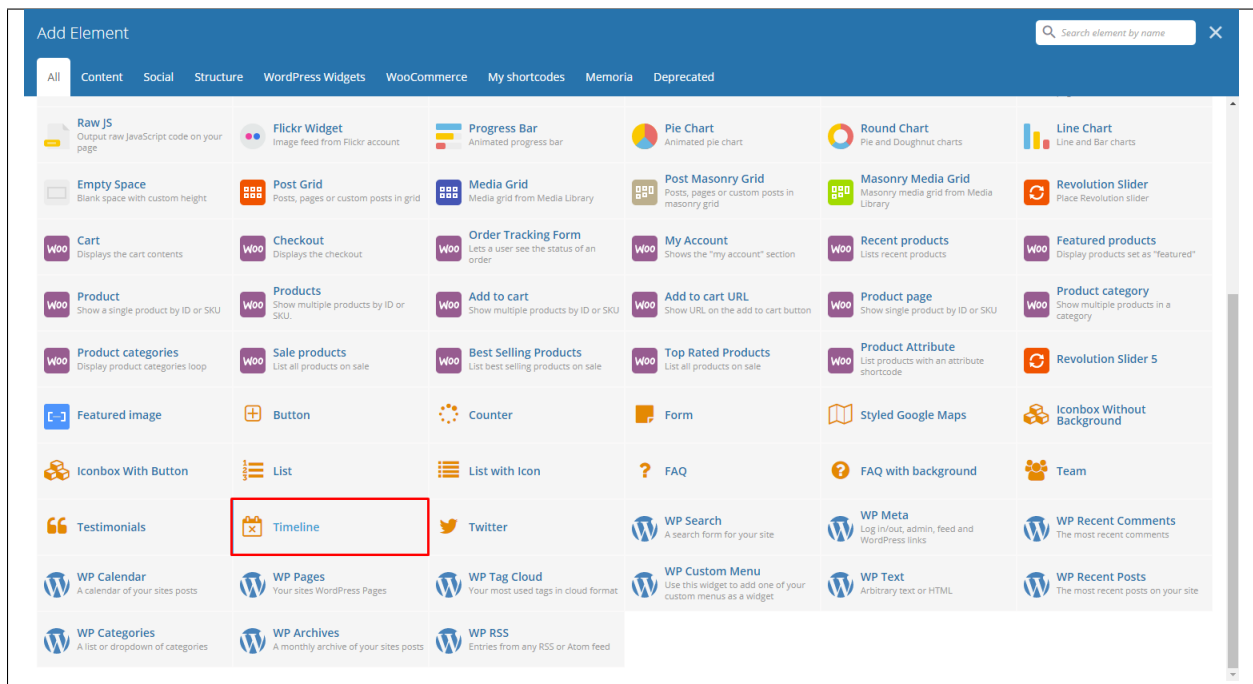 Add Element
Search element by name
All Content Social Structure WordPress Widgets WooCommerce My shortcodes Memoria Deprecated
Raw JS
Output raw JavaScript code on your
page
Flickr Widget
Image feed from Flickr account
Progress Bar
Animated progress bar
Pie Chart
Animated pie chart
Round Chart
Pie and Doughnut charts
Line Chart
Line and Bar charts
Empty Space
Blank space with custom height
Post Grid
Posts, pages or custom posts in grid
Media Grid
Media grid from Media Library
Post Masonry Grid
Posts, pages or custom posts in
masonry grid
Masonry Media Grid
Masonry media grid from Media
Library
Revolution Slider
Place Revolution slider
Woo
Cart
Displays the cart contents
Woo
Checkout
Displays the checkout
Woo
Order Tracking Form
Lets a user see the status of an
order
Woo
My Account
Shows the "my account" section
Woo
Recent products
Lists recent products
Woo
Featured products
Display products set as "featured"
Woo
Product
Show a single product by ID or SKU
Woo
Products
Show multiple products by ID or
SKU.
Woo
Add to cart
Show multiple products by ID or SKU
Woo
Add to cart URL
Show URL on the add to cart button
Woo
Product page
Show single product by ID or SKU
Woo
Product category
Show multiple products in a
category
Woo
Product categories
Display product categories loop
Woo
Sale products
List all products on sale
Woo
Best Selling Products
List best selling products on sale
Woo
Top Rated Products
List all products on sale
Woo
Product Attribute
List products with an attribute
shortcode
Revolution Slider 5
Featured image
Button
Counter
Form
Styled Google Maps
Iconbox Without
Background
Iconbox With Button
List
List with Icon
FAQ
FAQ with background
Team
Testimonials
Timeline
Twitter
WP Search
A search form for your site
WP Meta
Log in/out, admin, feed and
WordPress links
WP Recent Comments
The most recent comments
WP Calendar
A calendar of your sites posts
WP Pages
Your sites WordPress Pages
WP Tag Cloud
Your most used tags in cloud format
WP Custom Menu
Use this widget to add one of your
custom menus as a widget
WP Text
Arbitrary text or HTML
WP Recent Posts
The most recent posts on your site
WP Categories
A list or dropdown of categories
WP Archives
A monthly archive of your sites posts
WP RSS
Entries from any RSS or Atom feed